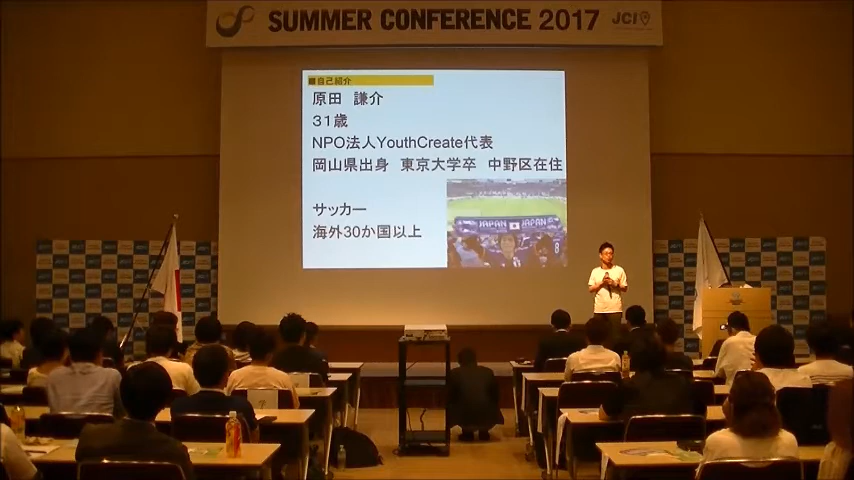 SUMMER CONFERENCE 2017 JCI
■自己紹介
原田 謙介
31歳
NPO法人YouthCreate代表
岡山県出身 東京大学卒 中野区在住
サッカー
海外30か国以上
JAPAN JAPAN